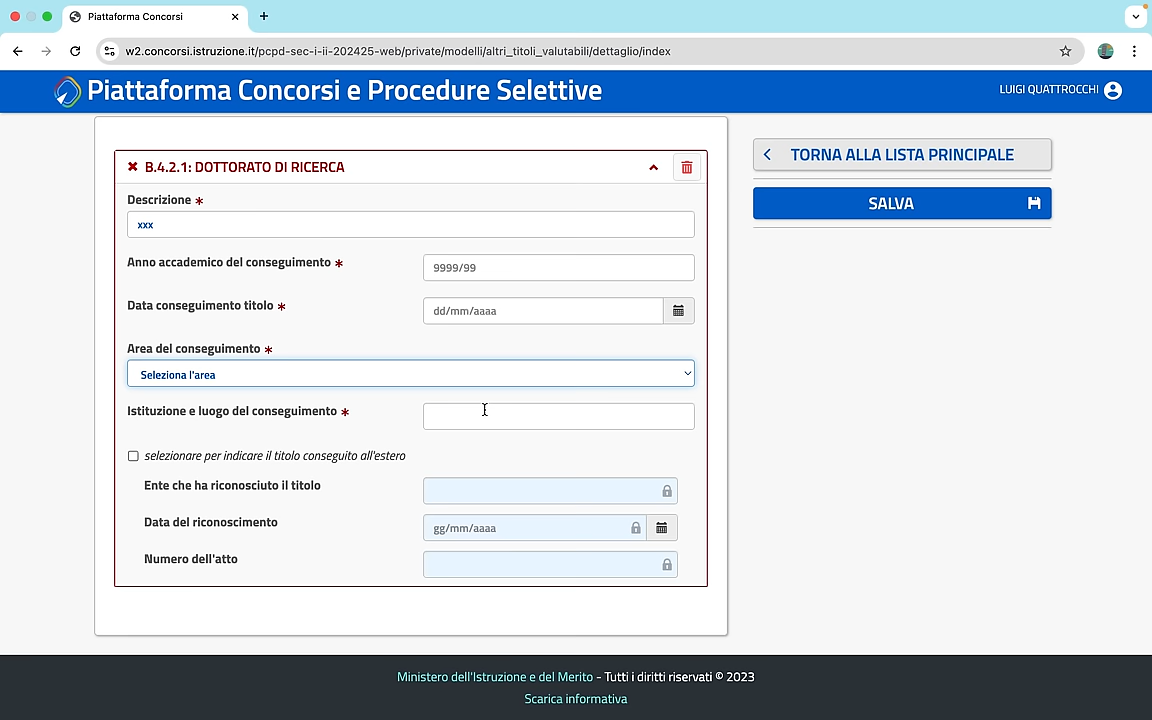 Piattaforma Concorsi
w2.concorsi.istruzione.it/pcpd-sec-i-ii-202425-web/private/modelli/altri_titoli_valutabili/dettaglio/index
Piattaforma Concorsi e Procedure Selettive
LUIGI QUATTROCCHI
B.4.2.1: DOTTORATO DI RICERCA
TORNA ALLA LISTA PRINCIPALE
SALVA
Descrizione *
xxx
Anno accademico del conseguimento *
9999/99
Data conseguimento titolo *
dd/mm/aaaa
Area del conseguimento *
Seleziona l'area
Istituzione e luogo del conseguimento *
selezionare per indicare il titolo conseguito all'estero
Ente che ha riconosciuto il titolo
Data del riconoscimento
gg/mm/aaaa
Numero dell'atto
Ministero dell'Istruzione e del Merito - Tutti i diritti riservati © 2023
Scarica informativa